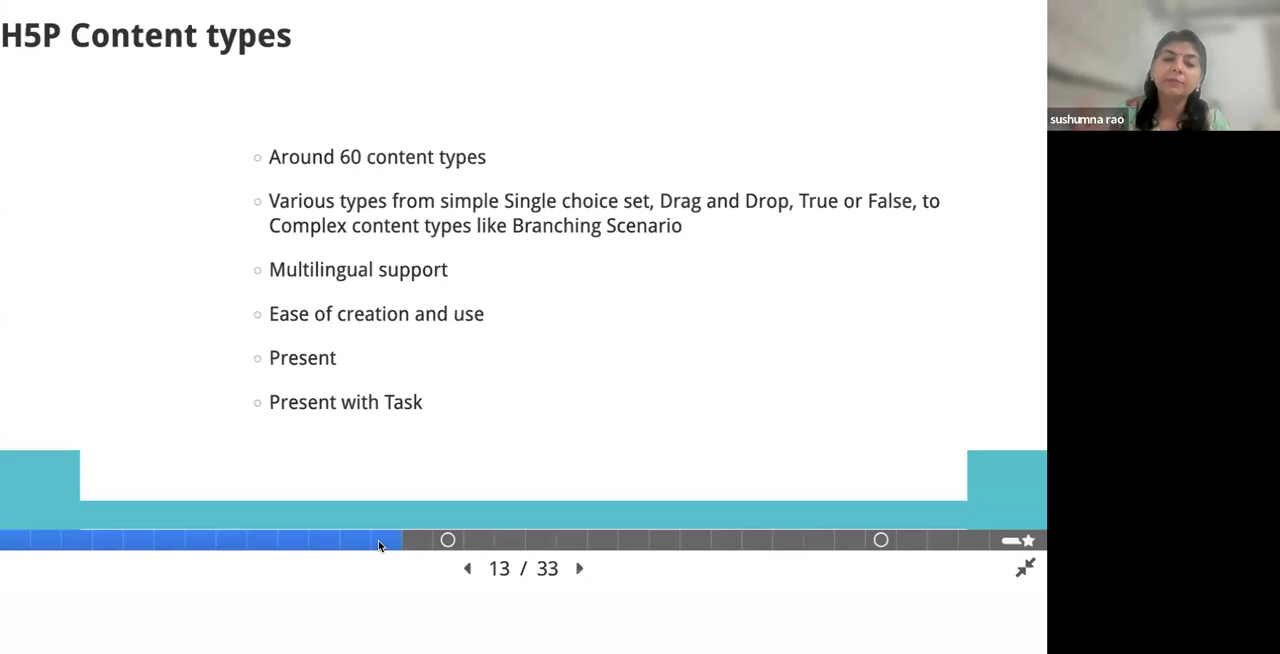 H5P Content types
sushumna rao
Around 60 content types
Various types from simple Single choice set, Drag and Drop, True or False, to
Complex content types like Branching Scenario
Multilingual support
Ease of creation and use
Present
Present with Task
13 / 33